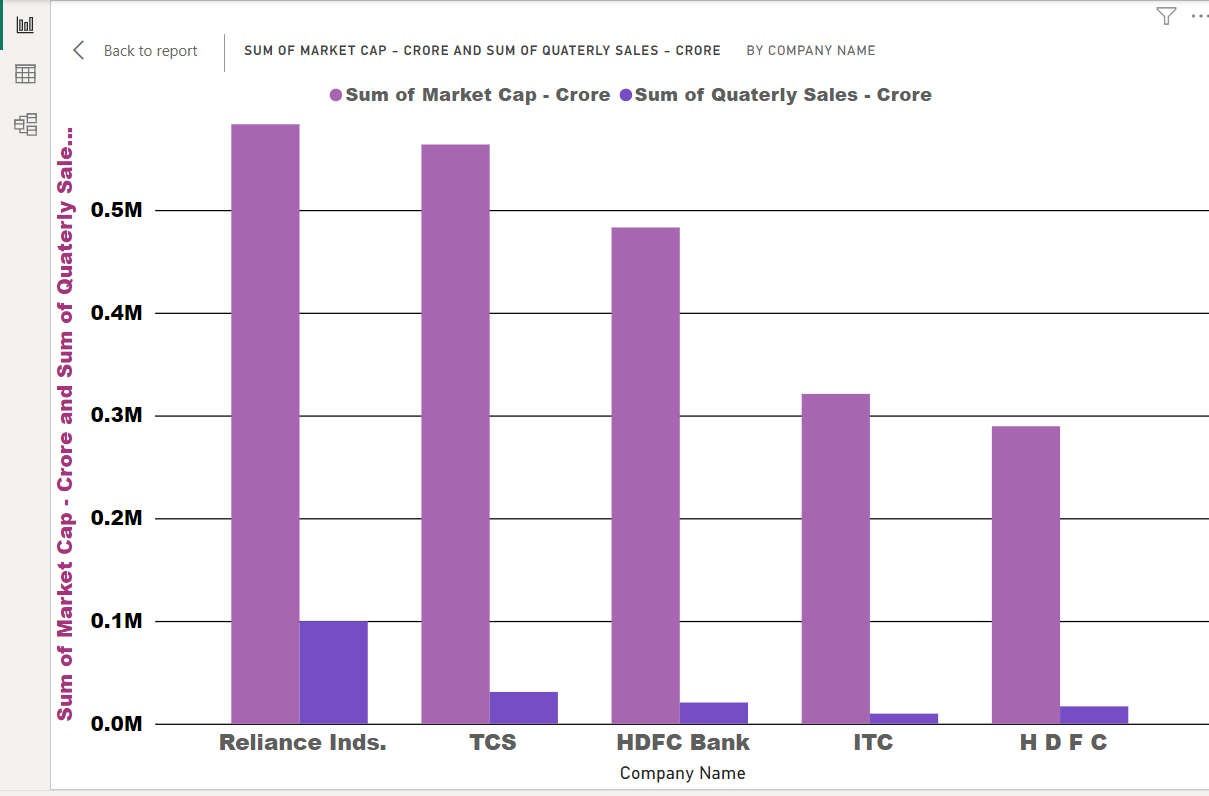 Back to report
SUM OF MARKET CAP - CRORE AND SUM OF QUATERLY SALES - CRORE BY COMPANY NAME
Sum of Market Cap - Crore Sum of Quaterly Sales - Crore
Sum of Market Cap - Crore and Sum of Quaterly Sale...
0.5M
0.4M
0.3M
0.2M
0.1M
0.0M
Reliance Inds. TCS HDFC Bank ITC H D F C
Company Name